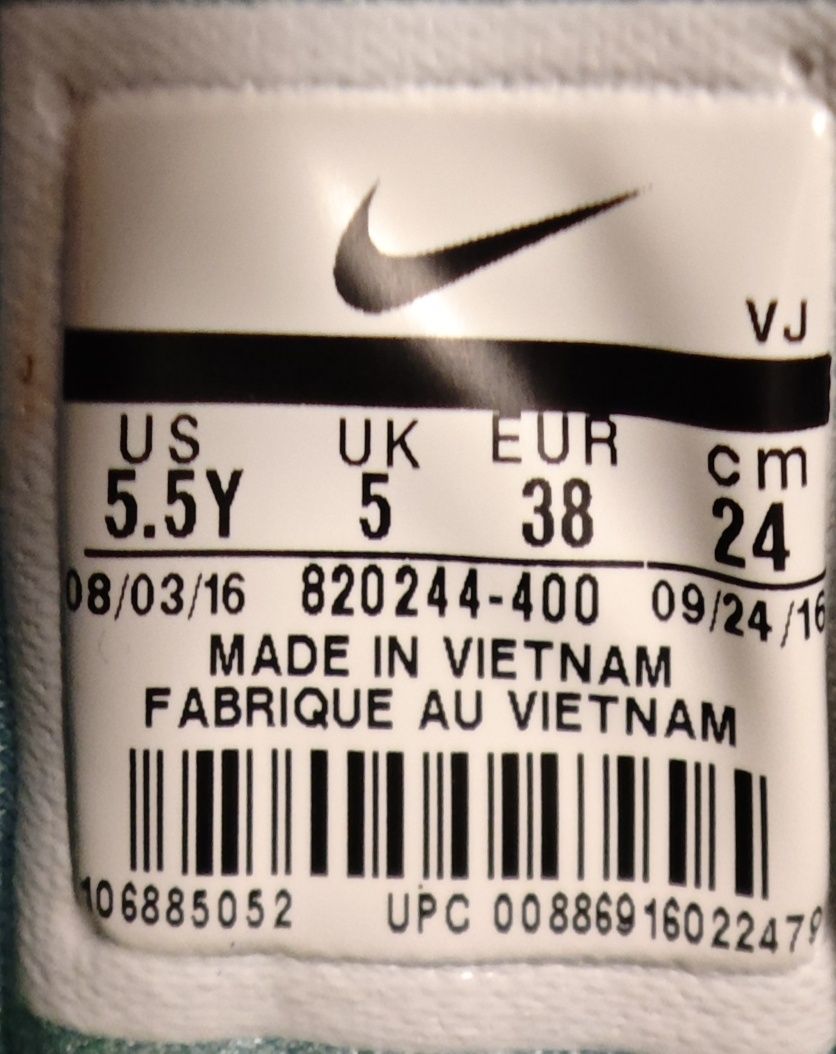 VJ
US UK EUR cm
5.5Y 5 38 24
08/03/16 820244-400 09/24/16
MADE IN VIETNAM
FABRIQUE AU VIETNAM
106885052 UPC 00886916022479